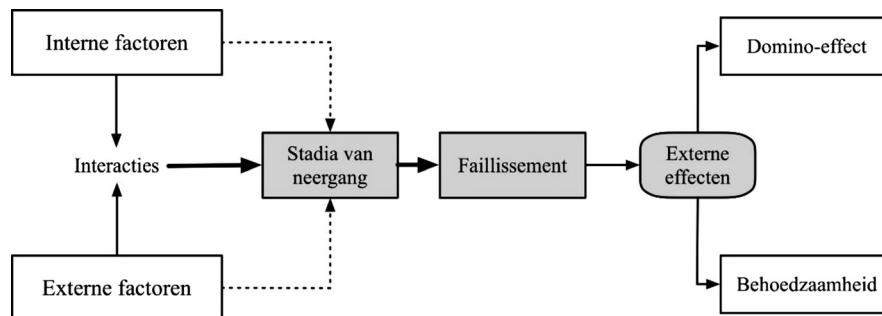 Interne factoren
Domino-effect
Interacties
Stadia van
neergang
Faillissement
Externe
effecten
Externe factoren
Behoedzaamheid